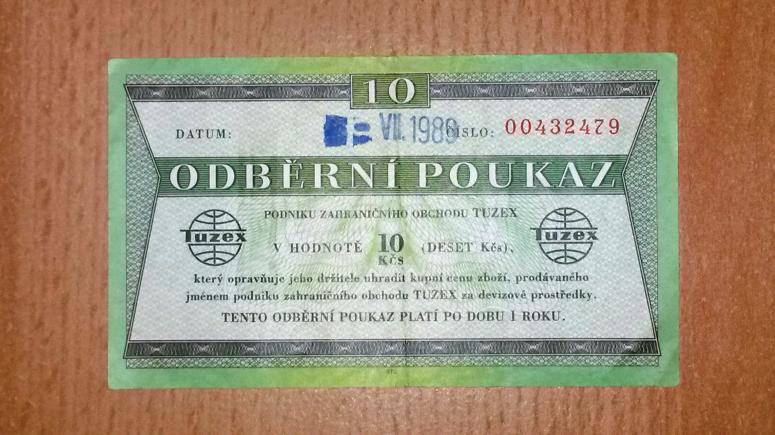 10
DATUM: VII. 1989 ČÍSLO: 00432479
ODBĚRNÍ POUKAZ
PODNIKU ZAHRANIČNÍHO OBCHODU TUZEX
Tuzex V HODNOTĚ 10 KČS (DESET Kčs), Tuzex
který opravňuje jeho držitele uhradit kupní cenu zboží, prodávaného
jménem podniku zahraničního obchodu TUZEX za devizové prostředky.
TENTO ODBĚRNÍ POUKAZ PLATÍ PO DOBU 1 ROKU.